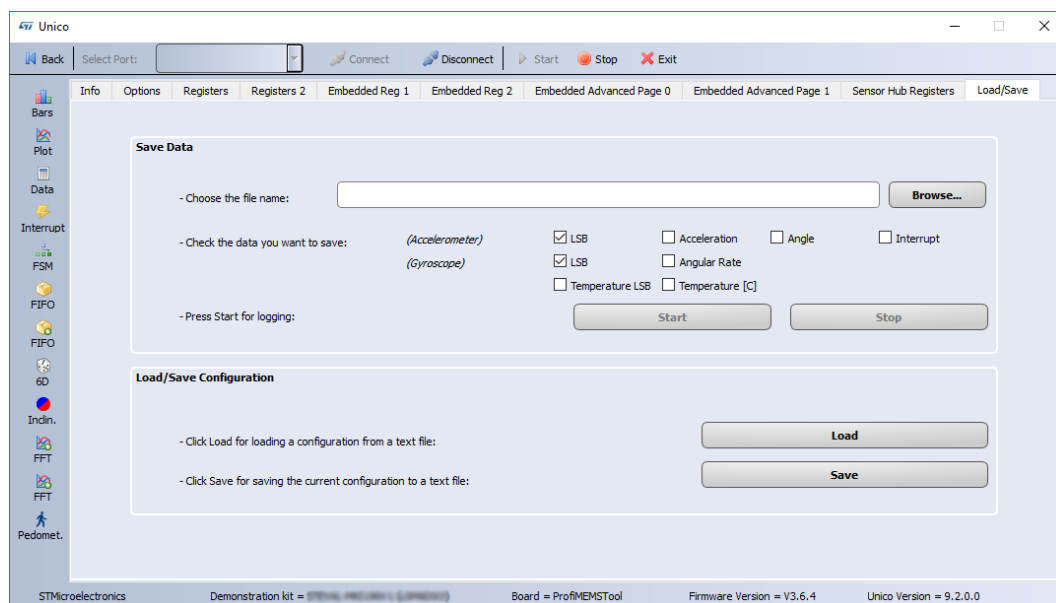 Unico
Back Select Port: Connect Disconnect Start Stop Exit
Info Options Registers Registers 2 Embedded Reg 1 Embedded Reg 2 Embedded Advanced Page 0 Embedded Advanced Page 1 Sensor Hub Registers Load/Save
Bars
Plot
Data
Interrupt
FSM
FIFO
FIFO
6D
Inclin.
FFT
FFT
Pedomet.
Save Data
- Choose the file name: Browse...
- Check the data you want to save: (Accelerometer) LSB Acceleration Angle Interrupt
(Gyroscope) LSB Angular Rate
Temperature LSB Temperature [C]
- Press Start for logging: Start Stop
Load/Save Configuration
- Click Load for loading a configuration from a text file: Load
- Click Save for saving the current configuration to a text file: Save
STMicroelectronics Demonstration kit = Board = ProfiMEMSTool Firmware Version = V3.6.4 Unico Version = 9.2.0.0